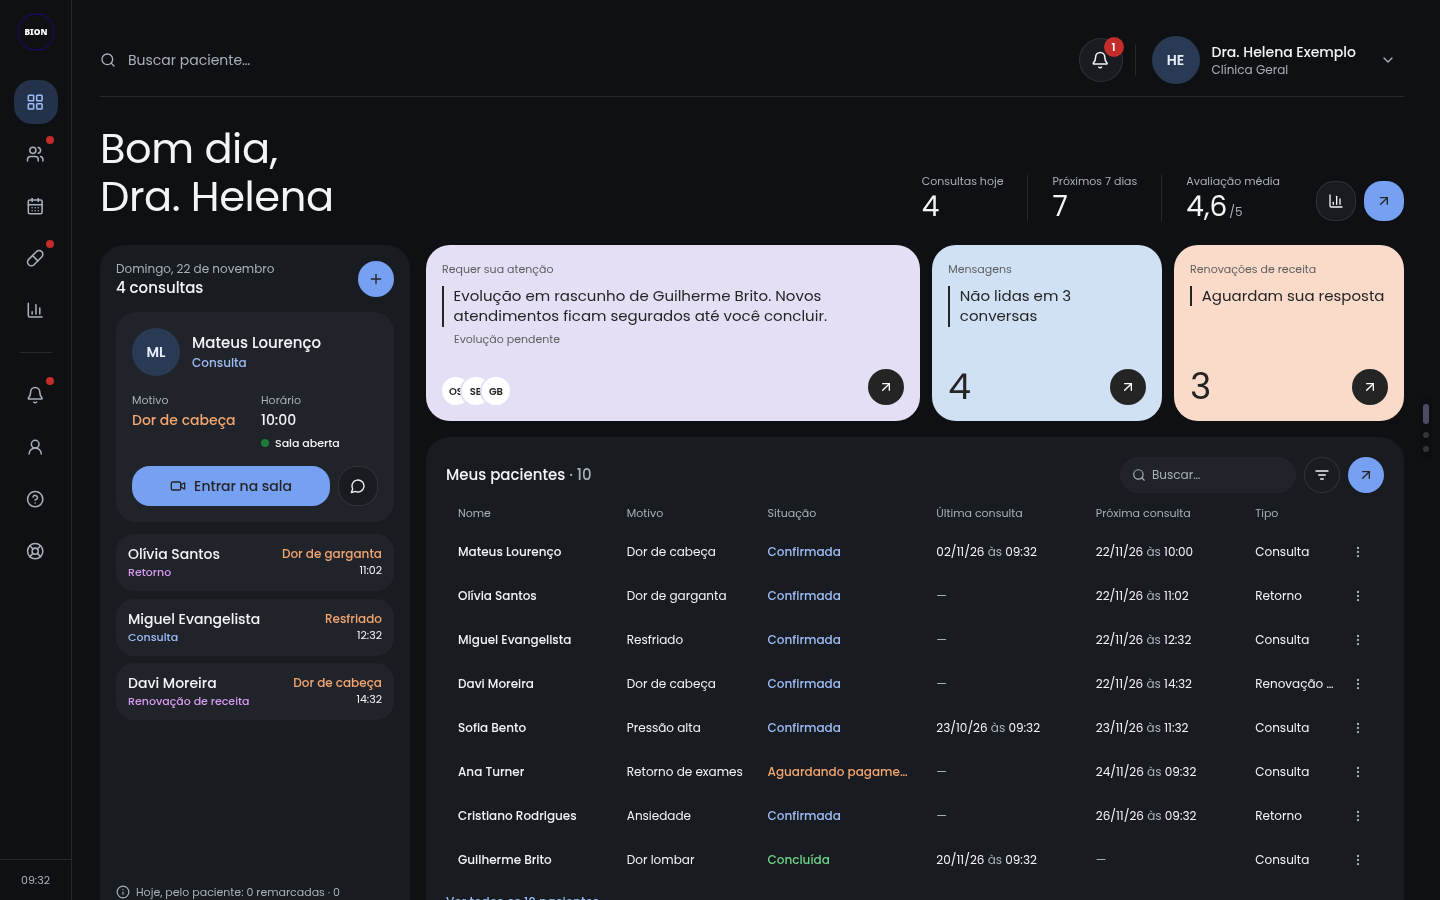 BION
Buscar paciente...
1
HE
Dra. Helena Exemplo
Clínica Geral
Bom dia,
Dra. Helena
Consultas hoje
4
Próximos 7 dias
7
Avaliação média
4,6 /5
Domingo, 22 de novembro
4 consultas
ML
Mateus Lourenço
Consulta
Motivo
Dor de cabeça
Horário
10:00
Sala aberta
Entrar na sala
Olívia Santos
Dor de garganta
Retorno
11:02
Miguel Evangelista
Resfriado
Consulta
12:32
Davi Moreira
Dor de cabeça
Renovação de receita
14:32
Hoje, pelo paciente: 0 remarcadas · 0
09:32
Requer sua atenção
Evolução em rascunho de Guilherme Brito. Novos
atendimentos ficam segurados até você concluir.
Evolução pendente
OS SE GB
Mensagens
Não lidas em 3
conversas
4
Renovações de receita
Aguardam sua resposta
3
Meus pacientes · 10
Buscar...
Nome Motivo Situação Última consulta Próxima consulta Tipo
Mateus Lourenço Dor de cabeça Confirmada 02/11/26 às 09:32 22/11/26 às 10:00 Consulta
Olívia Santos Dor de garganta Confirmada — 22/11/26 às 11:02 Retorno
Miguel Evangelista Resfriado Confirmada — 22/11/26 às 12:32 Consulta
Davi Moreira Dor de cabeça Confirmada — 22/11/26 às 14:32 Renovação ...
Sofia Bento Pressão alta Confirmada 23/10/26 às 09:32 23/11/26 às 11:32 Consulta
Ana Turner Retorno de exames Aguardando pagame... — 24/11/26 às 09:32 Consulta
Cristiano Rodrigues Ansiedade Confirmada — 26/11/26 às 09:32 Retorno
Guilherme Brito Dor lombar Concluída 20/11/26 às 09:32 — Consulta